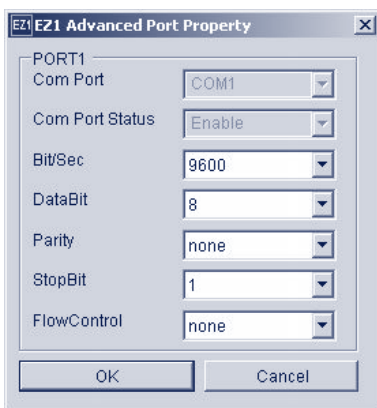 EZ1 EZ1 Advanced Port Property
PORT1
Com Port COM1
Com Port Status Enable
Bit/Sec 9600
DataBit 8
Parity none
StopBit 1
FlowControl none
OK Cancel